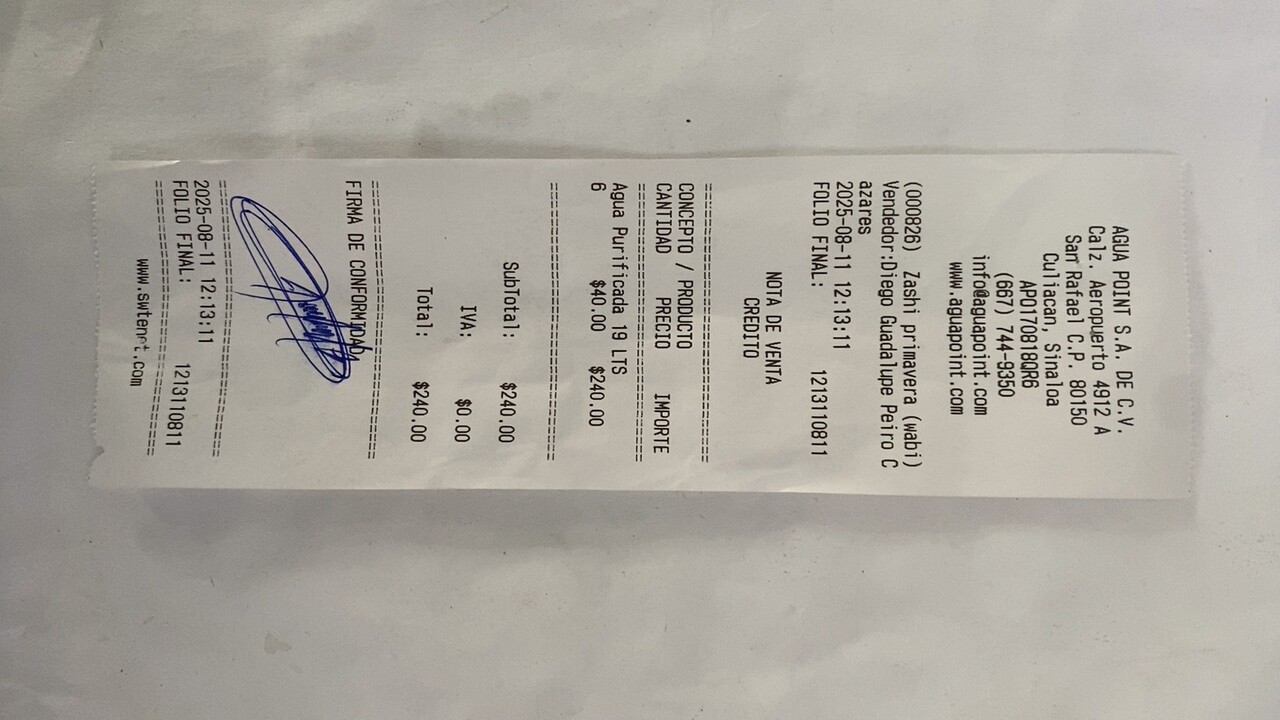 AGUA POINT S.A. DE C.V.
Calz. Aeropuerto 4912 A
San Rafael C.P. 80150
Culiacan, Sinaloa
APO170818QR6
(667) 744-9350
info@aguapoint.com
www.aguapoint.com
(000826) Zashi primavera (wabi)
Vendedor:Diego Guadalupe Peiro C
azares
2025-08-11 12:13:11
FOLIO FINAL: 1213110811
NOTA DE VENTA
CREDITO
================================
CONCEPTO / PRODUCTO
CANTIDAD PRECIO IMPORTE
================================
Agua Purificada 19 LTS
6 $40.00 $240.00
================================
SubTotal: $240.00
IVA: $0.00
Total: $240.00
================================
FIRMA DE CONFORMIDAD
================================
2025-08-11 12:13:11
FOLIO FINAL: 1213110811
================================
www.swtenet.com